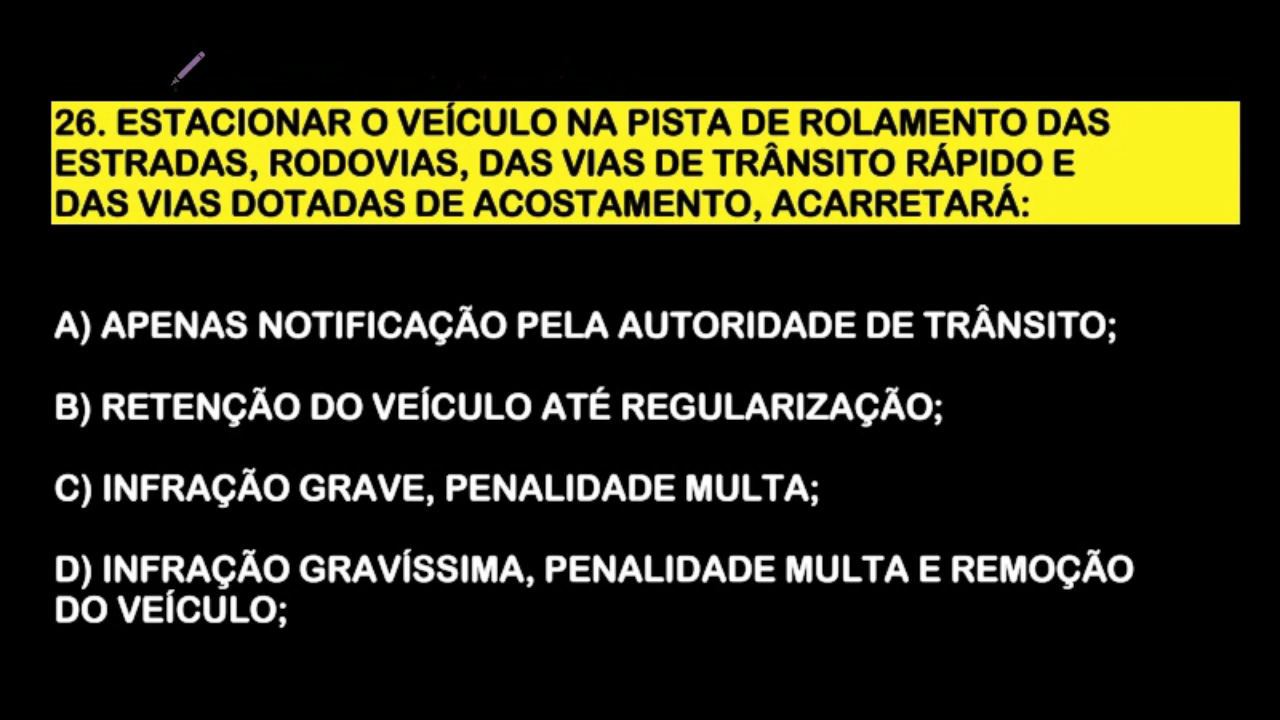 26. ESTACIONAR O VEÍCULO NA PISTA DE ROLAMENTO DAS
ESTRADAS, RODOVIAS, DAS VIAS DE TRÂNSITO RÁPIDO E
DAS VIAS DOTADAS DE ACOSTAMENTO, ACARRETARÁ:
A) APENAS NOTIFICAÇÃO PELA AUTORIDADE DE TRÂNSITO;
B) RETENÇÃO DO VEÍCULO ATÉ REGULARIZAÇÃO;
C) INFRAÇÃO GRAVE, PENALIDADE MULTA;
D) INFRAÇÃO GRAVÍSSIMA, PENALIDADE MULTA E REMOÇÃO
DO VEÍCULO;